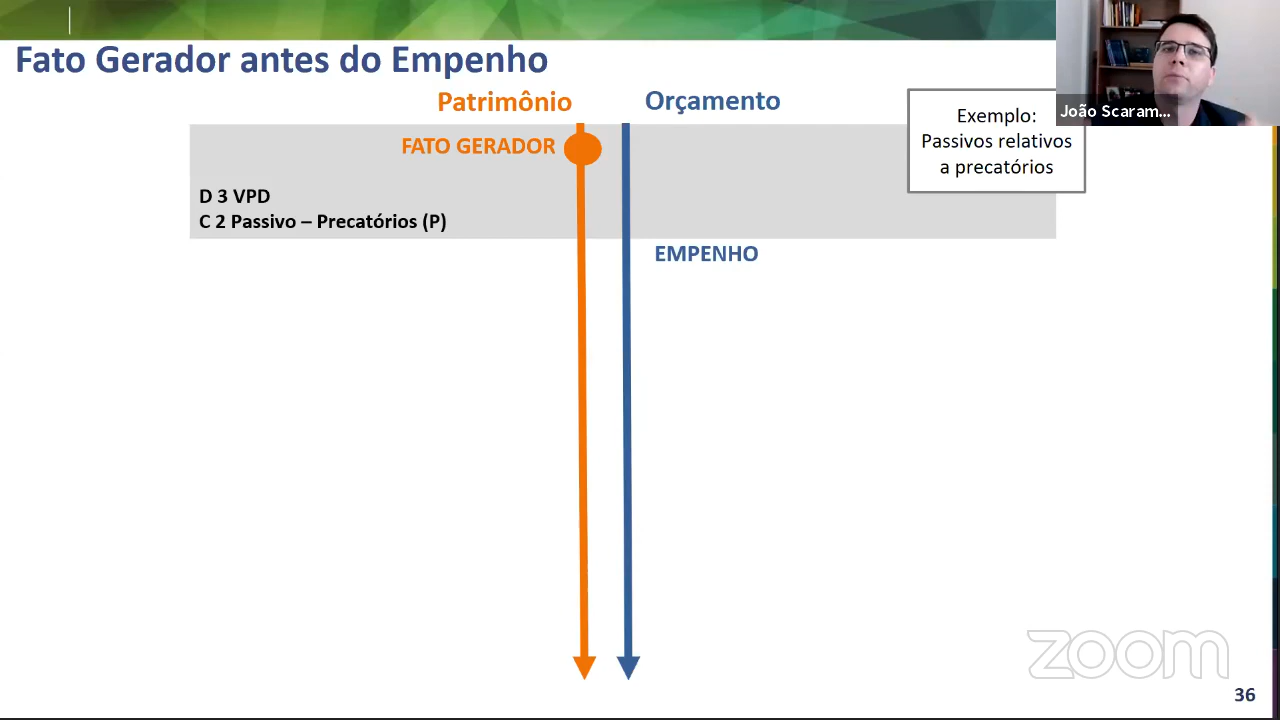 Fato Gerador antes do Empenho
Patrimônio
Orçamento
João Scaram...
Exemplo:
Passivos relativos
a precatórios
FATO GERADOR
D 3 VPD
C 2 Passivo – Precatórios (P)
EMPENHO
zoom
36